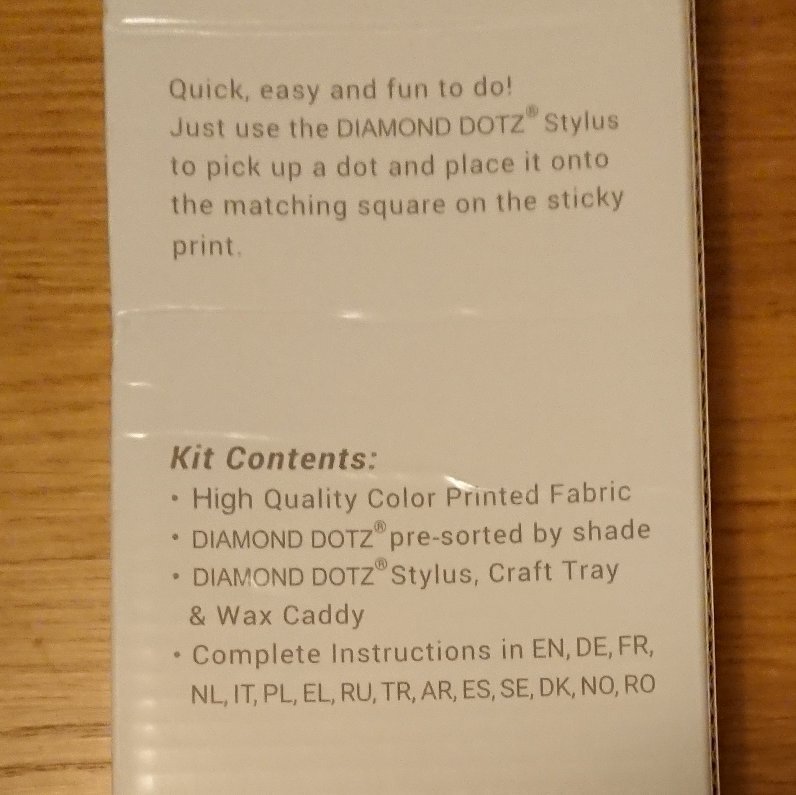 Quick, easy and fun to do!
Just use the DIAMOND DOTZ® Stylus
to pick up a dot and place it onto
the matching square on the sticky
print.
Kit Contents:
• High Quality Color Printed Fabric
• DIAMOND DOTZ® pre-sorted by shade
• DIAMOND DOTZ® Stylus, Craft Tray
& Wax Caddy
• Complete Instructions in EN, DE, FR,
NL, IT, PL, EL, RU, TR, AR, ES, SE, DK, NO, RO